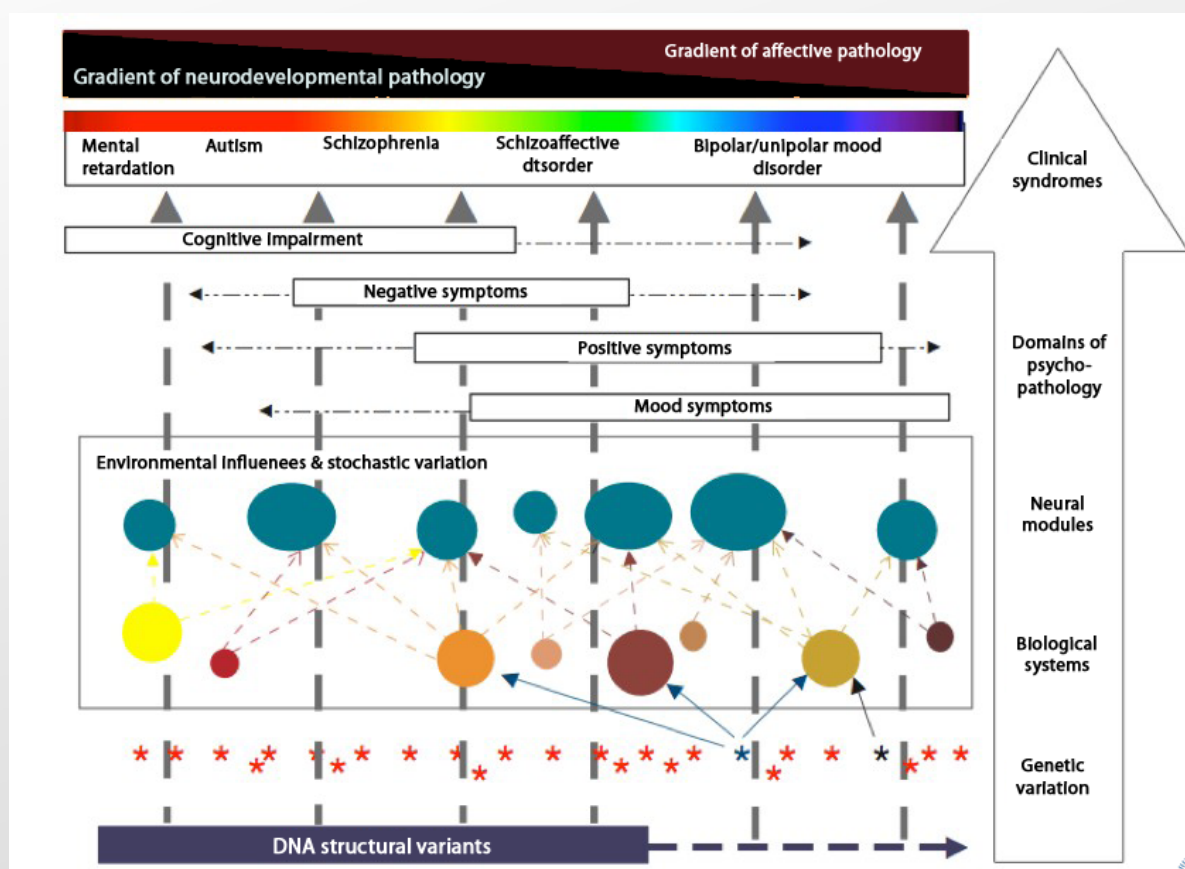 Gradient of affective pathology
Gradient of neurodevelopmental pathology
Mental
retardation
Autism
Schizophrenia
Schizoaffective
dtsorder
Bipolar/unipolar mood
disorder
Clinical
syndromes
Cognitive impairment
Negative symptoms
Positive symptoms
Mood symptoms
Domains of
psycho-
pathology
Environmental Influenees & stochastic variation
Neural
modules
Biological
systems
Genetic
variation
DNA structural variants